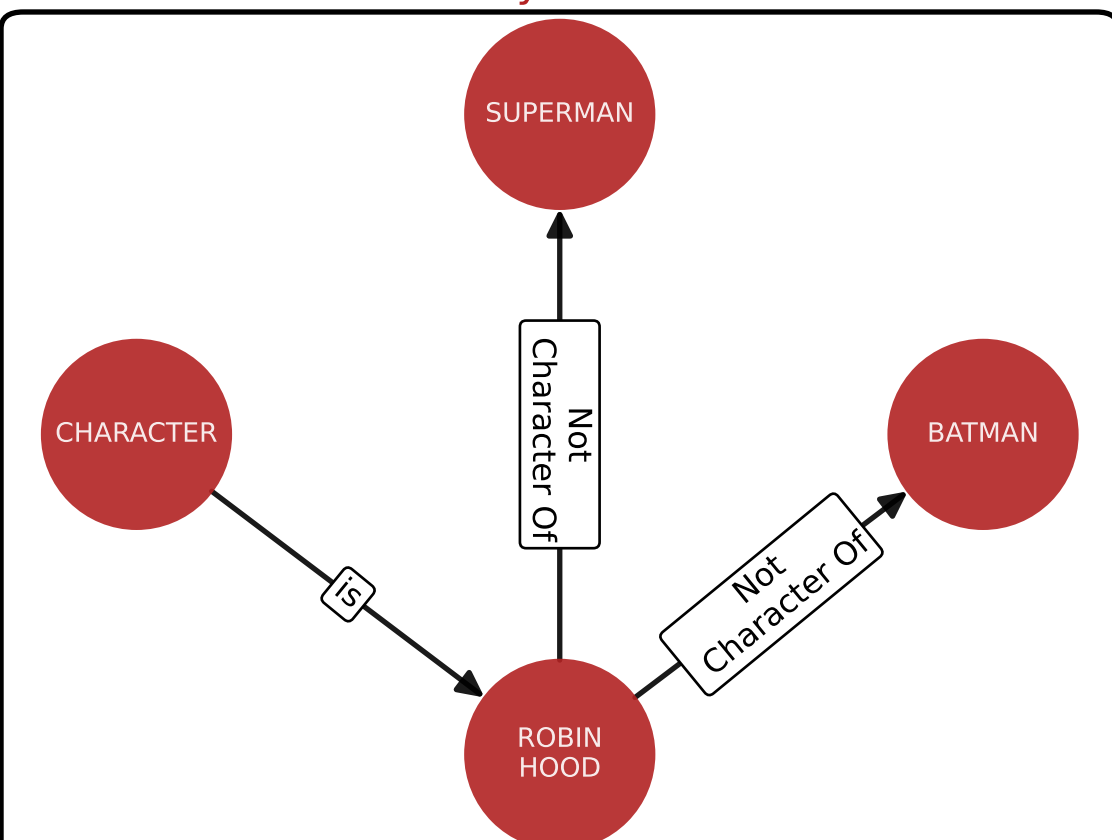 SUPERMAN
Not
Character Of
CHARACTER
BATMAN
is
Not
Character Of
ROBIN
HOOD